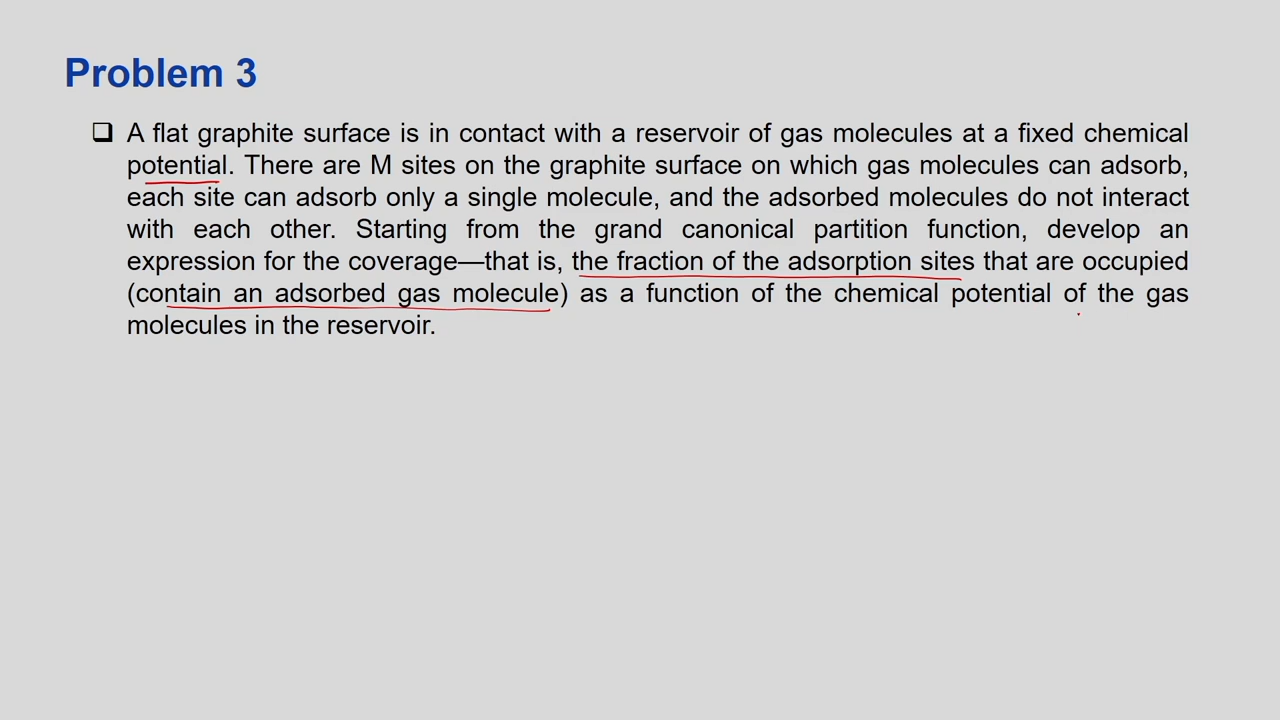 Problem 3
❑ A flat graphite surface is in contact with a reservoir of gas molecules at a fixed chemical
potential. There are M sites on the graphite surface on which gas molecules can adsorb,
each site can adsorb only a single molecule, and the adsorbed molecules do not interact
with each other. Starting from the grand canonical partition function, develop an
expression for the coverage—that is, the fraction of the adsorption sites that are occupied
(contain an adsorbed gas molecule) as a function of the chemical potential of the gas
molecules in the reservoir.